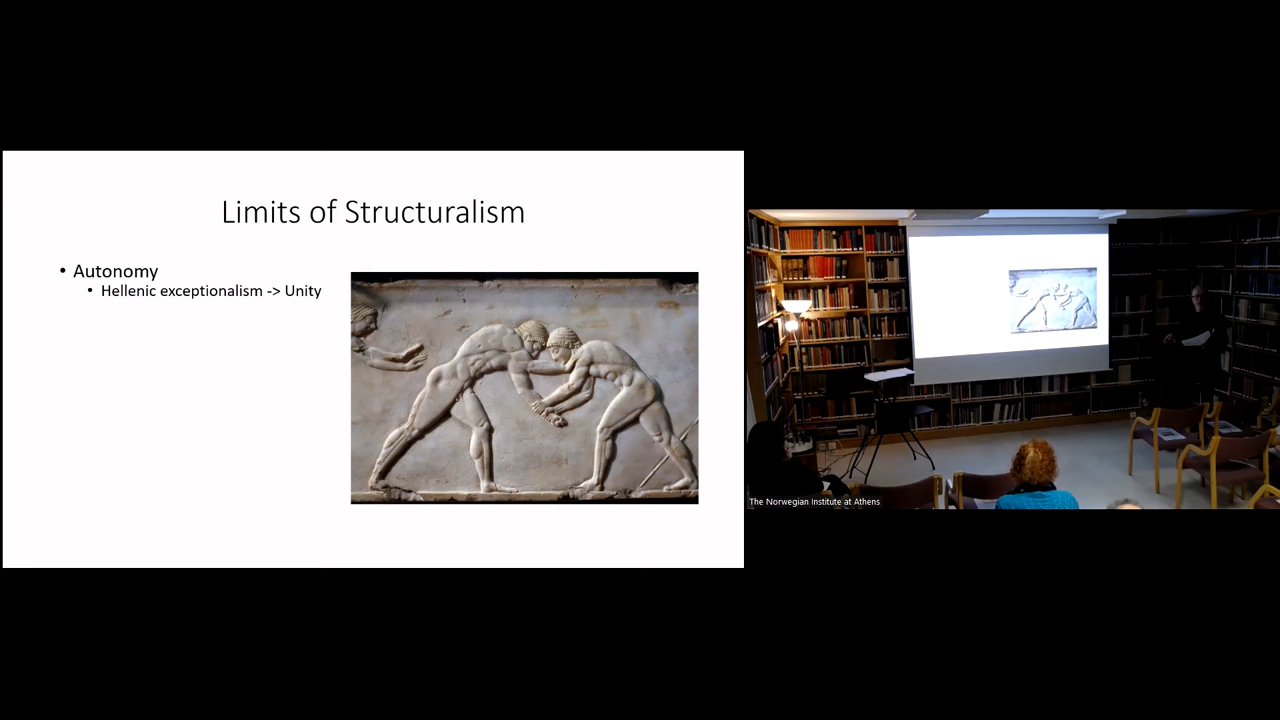 Limits of Structuralism
• Autonomy
• Hellenic exceptionalism -> Unity
The Norwegian Institute at Athens